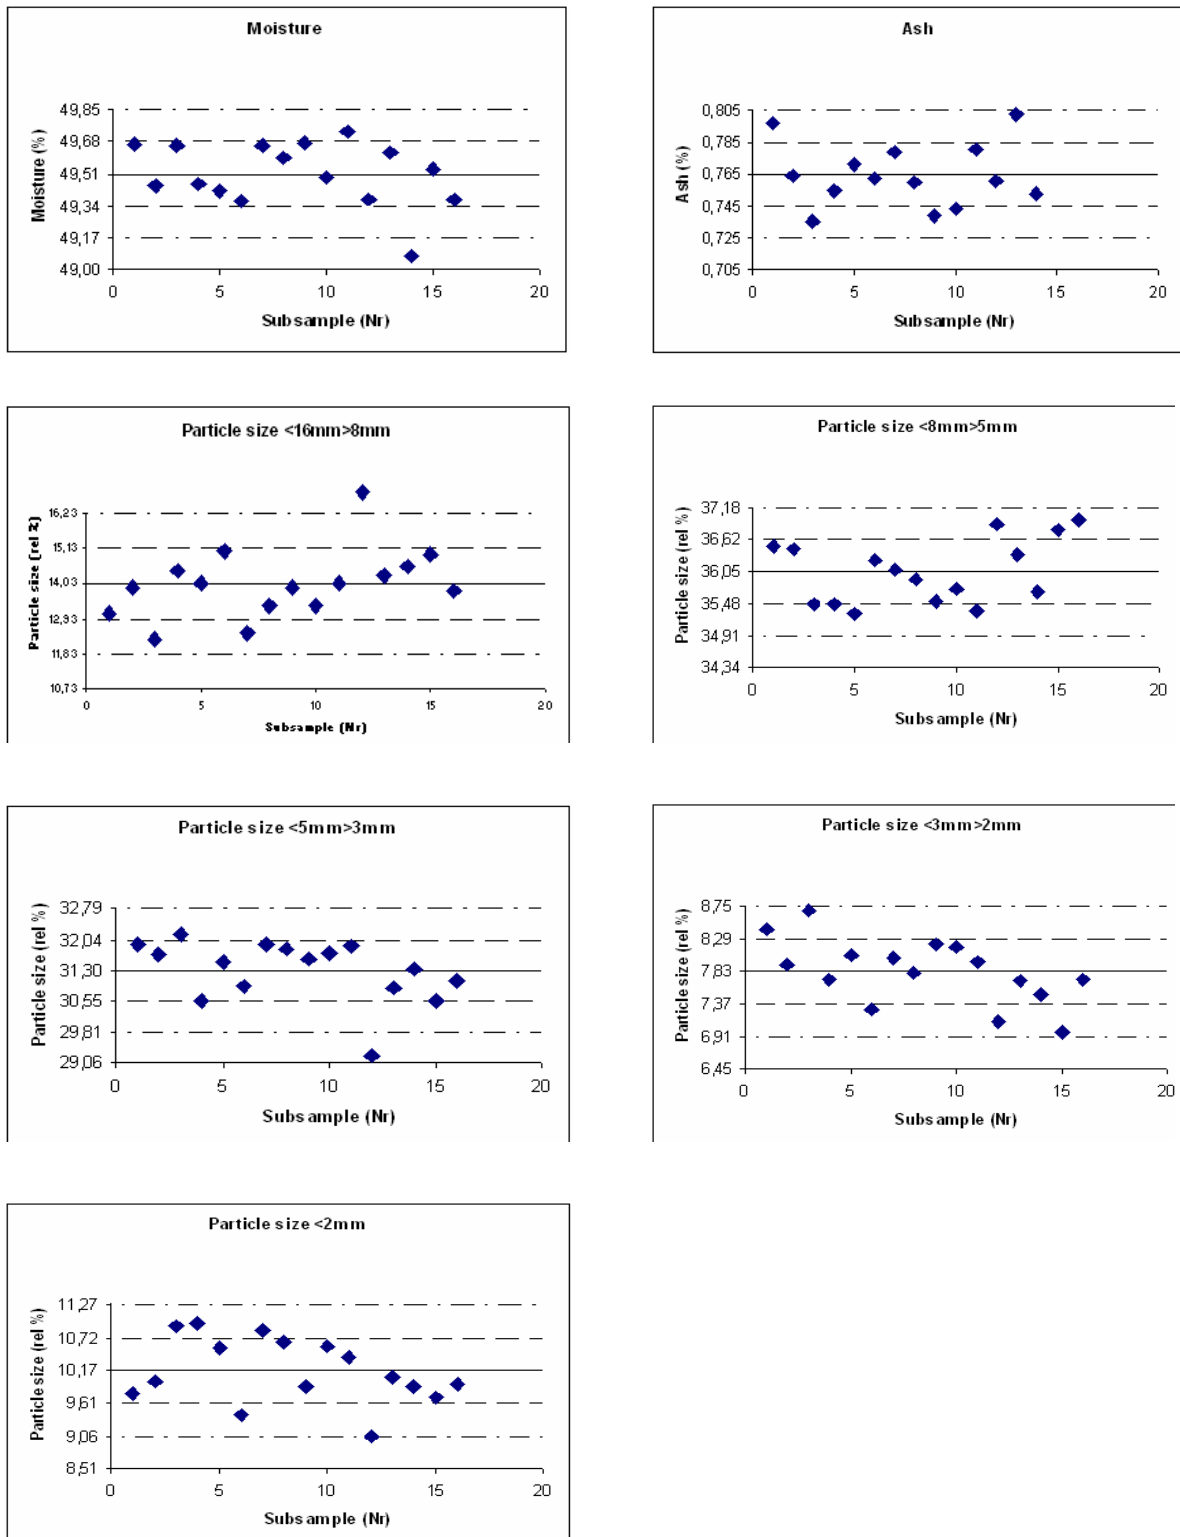 Moisture
49,85
49,68
49,51
49,34
49,17
49,00
Moisture (%)
0 5 10 15 20
Subsample (Nr)
Ash
0,805
0,785
0,765
0,745
0,725
0,705
Ash (%)
0 5 10 15 20
Subsample (Nr)
Particle size <16mm>8mm
16,23
15,13
14,03
12,93
11,83
10,73
Particle size (rel %)
0 5 10 15 20
Subsample (Nr)
Particle size <8mm>5mm
37,18
36,62
36,05
35,48
34,91
34,34
Particle size (rel %)
0 5 10 15 20
Subsample (Nr)
Particle size <5mm>3mm
32,79
32,04
31,30
30,55
29,81
29,06
Particle size (rel %)
0 5 10 15 20
Subsample (Nr)
Particle size <3mm>2mm
8,75
8,29
7,83
7,37
6,91
6,45
Particle size (rel %)
0 5 10 15 20
Subsample (Nr)
Particle size <2mm
11,27
10,72
10,17
9,61
9,06
8,51
Particle size (rel %)
0 5 10 15 20
Subsample (Nr)